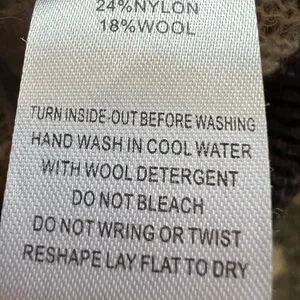 24%NYLON
18%WOOL
TURN INSIDE-OUT BEFORE WASHING
HAND WASH IN COOL WATER
WITH WOOL DETERGENT
DO NOT BLEACH
DO NOT WRING OR TWIST
RESHAPE LAY FLAT TO DRY